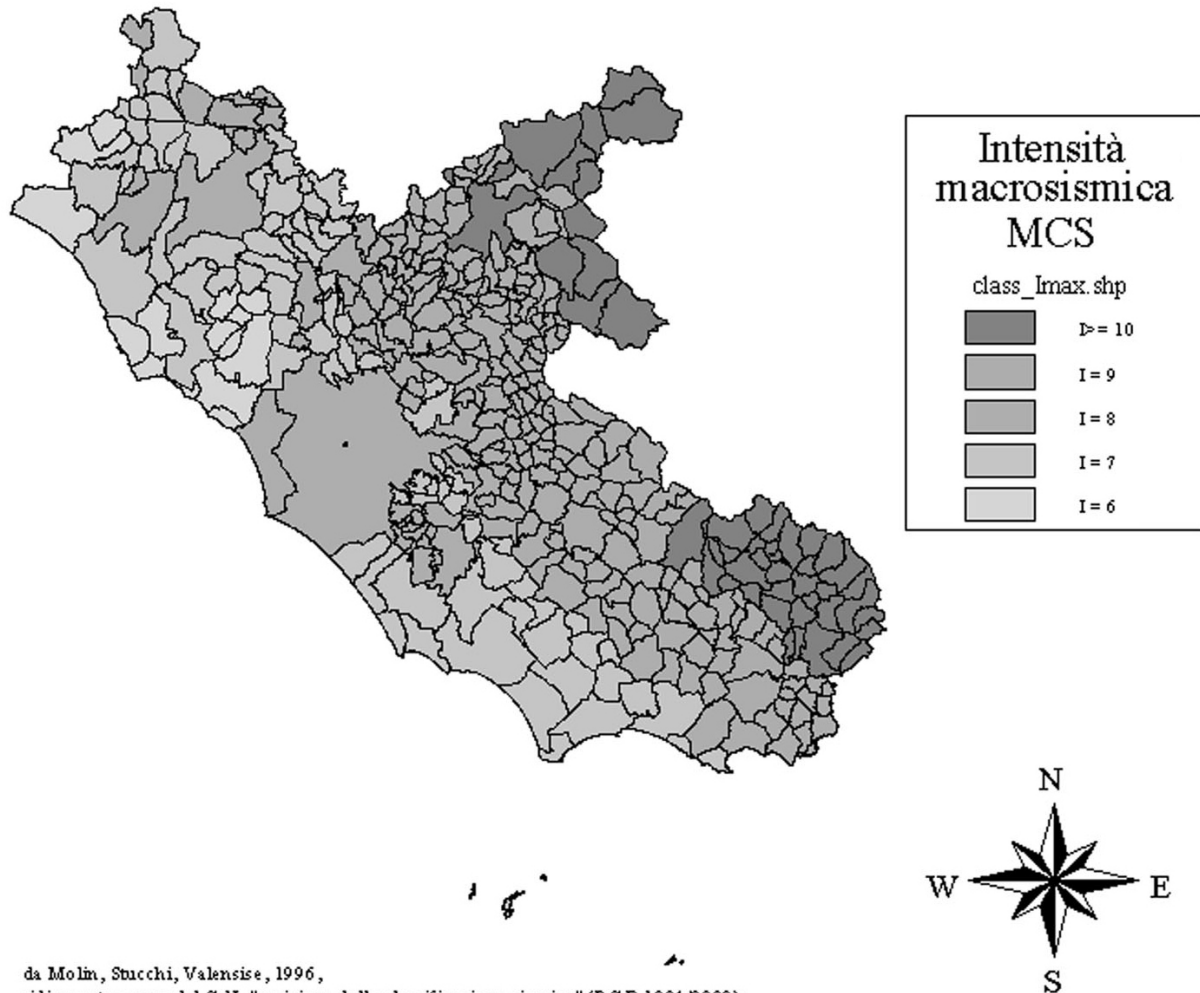 Intensità
macrosismica
MCS
class_Imax.shp
I>= 10
I = 9
I = 8
I = 7
I = 6
N
W E
S
da Molin, Stucchi, Valensise, 1996,